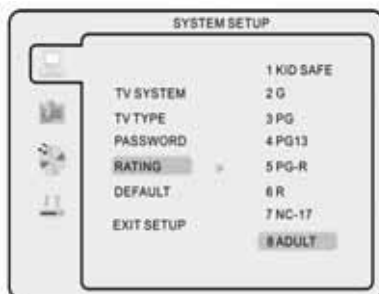 SYSTEM SETUP
TV SYSTEM
TV TYPE
PASSWORD
RATING
DEFAULT
EXIT SETUP
1 KID SAFE
2 G
3 PG
4 PG13
5 PG-R
6 R
7 NC-17
8 ADULT